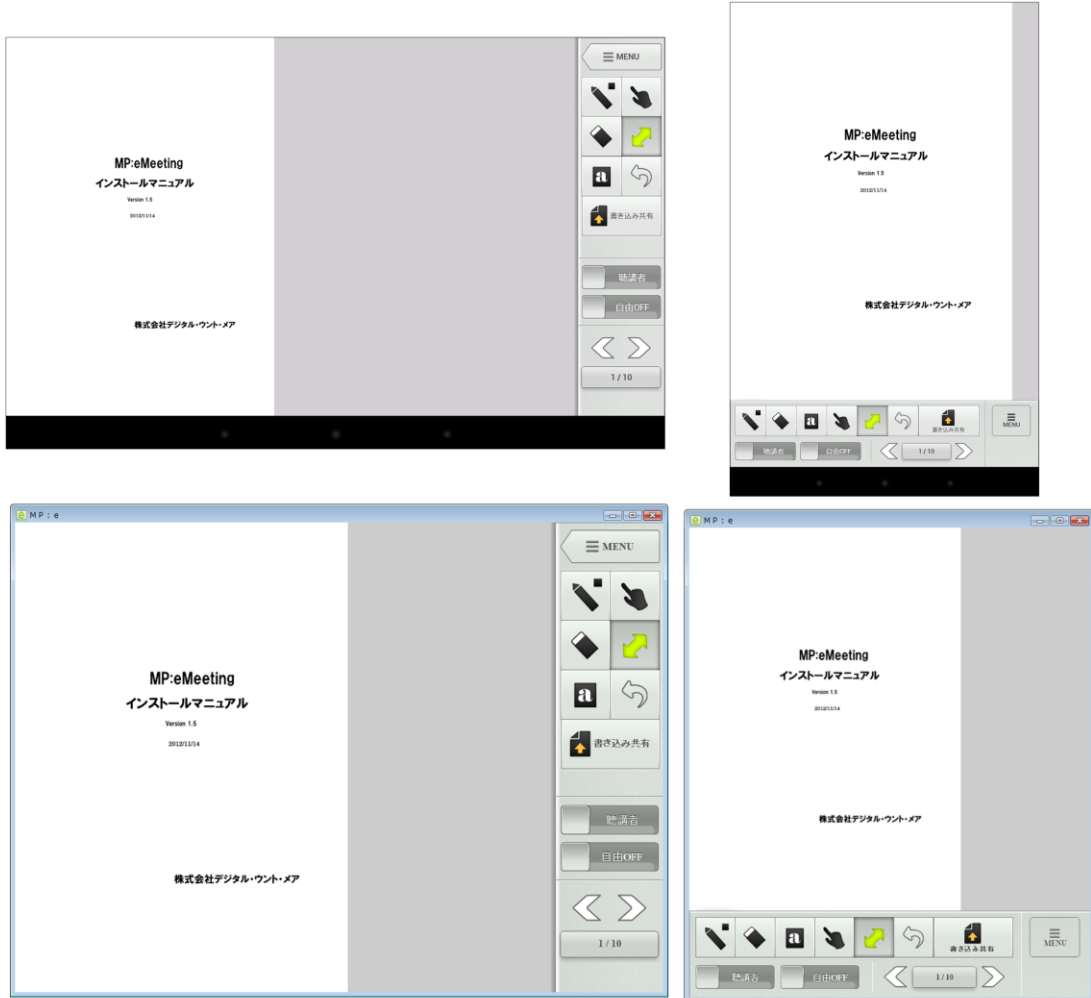 MENU
MP:eMeeting
インストールマニュアル
Version 1.5
2012/11/14
株式会社デジタル・ウント・メア
a
書き込み共有
聴講者
自由OFF
1 / 10
MP:eMeeting
インストールマニュアル
Version 1.5
2012/11/14
株式会社デジタル・ウント・メア
a
書き込み共有
MENU
聴講者
自由OFF
1 / 10
e MP:e
MENU
MP:eMeeting
インストールマニュアル
Version 1.5
2012/11/14
株式会社デジタル・ウント・メア
a
書き込み共有
聴講者
自由OFF
1 / 10
e MP:e
MP:eMeeting
インストールマニュアル
Version 1.5
2012/11/14
株式会社デジタル・ウント・メア
a
書き込み共有
MENU
聴講者
自由OFF
1 / 10